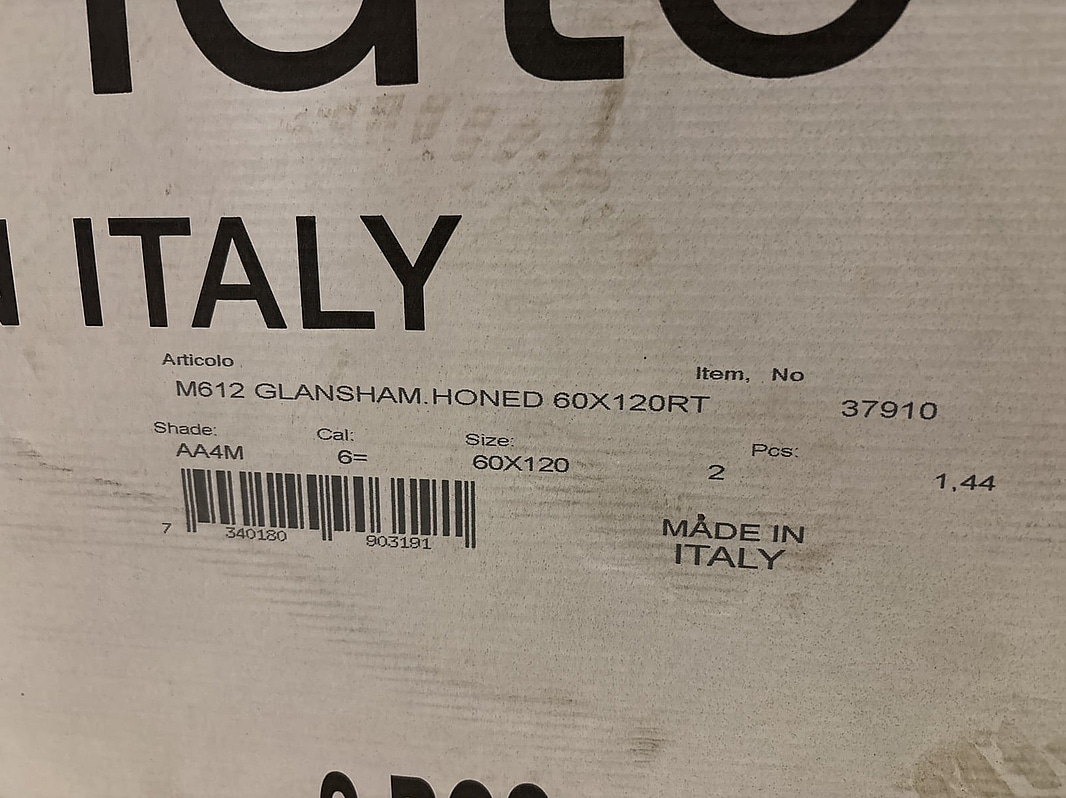 ITALY
Articolo
Item, No
M612 GLANSHAM.HONED 60X120RT
37910
Shade: Cal: Size: Pcs:
AA4M 6= 60X120 2 1,44
7 340180 903191
MADE IN
ITALY